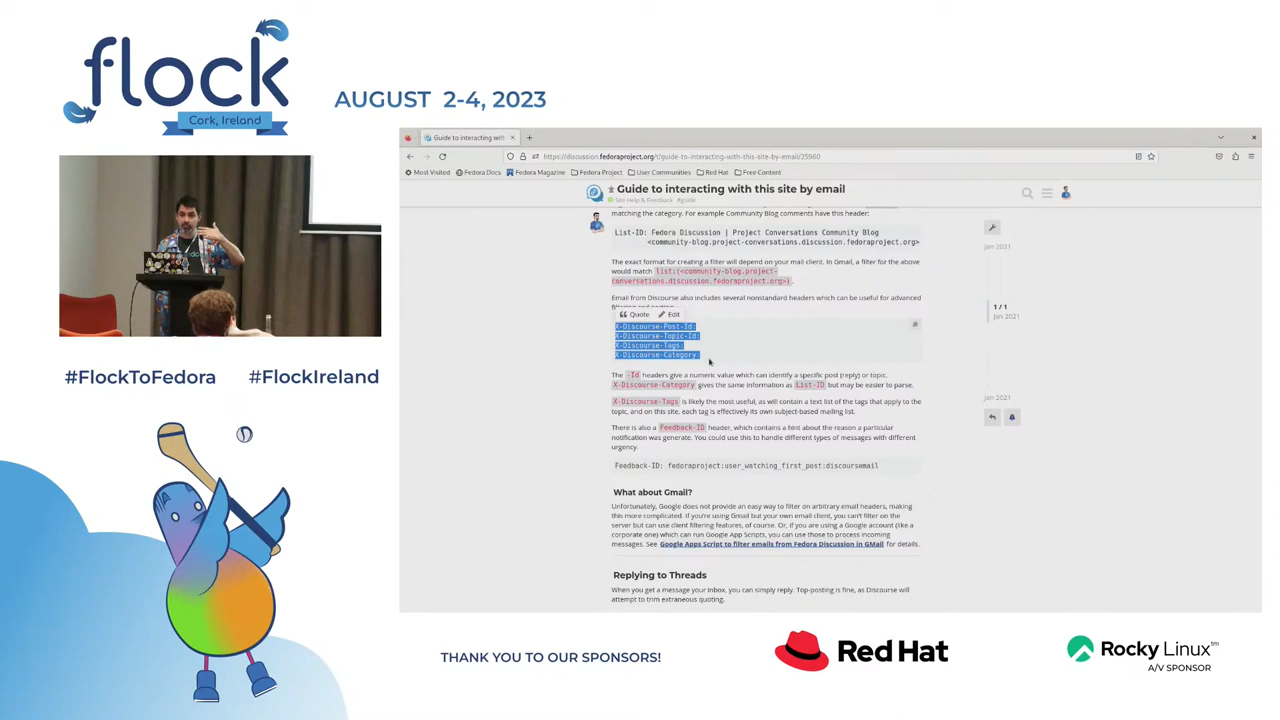 flock
Cork, Ireland
AUGUST 2-4, 2023
#FlockToFedora #FlockIreland
Guide to interacting with
https://discussion.fedoraproject.org/t/guide-to-interacting-with-this-site-by-email/25960
Most Visited Fedora Docs Fedora Magazine Fedora Project User Communities Red Hat Free Content
Guide to interacting with this site by email
Site Help & Feedback #guide
matching the category. For example Community Blog comments have this header:
List-ID: Fedora Discussion | Project Conversations Community Blog
<community-blog.project-conversations.discussion.fedoraproject.org>
The exact format for creating a filter will depend on your mail client. In Gmail, a filter for the above
would match list:(<community-blog.project-
conversations.discussion.fedoraproject.org>).
Email from Discourse also includes several nonstandard headers which can be useful for advanced
Quote Edit
X-Discourse-Post-Id:
X-Discourse-Topic-Id:
X-Discourse-Tags:
X-Discourse-Category:
The -Id headers give a numeric value which can identify a specific post (reply) or topic.
X-Discourse-Category gives the same information as List-ID but may be easier to parse.
X-Discourse-Tags is likely the most useful, as will contain a text list of the tags that apply to the
topic, and on this site, each tag is effectively its own subject-based mailing list.
There is also a Feedback-ID header, which contains a hint about the reason a particular
notification was generate. You could use this to handle different types of messages with different
urgency.
Feedback-ID: fedoraproject:user_watching_first_post:discoursemail
What about Gmail?
Unfortunately, Google does not provide an easy way to filter on arbitrary email headers, making
this more complicated. If you're using Gmail but your own email client, you can't filter on the
server but can use client filtering features, of course. Or, if you are using a Google account (like a
corporate one) which can run Google App Scripts, you can use those to process incoming
messages. See Google Apps Script to filter emails from Fedora Discussion in GMail for details.
Replying to Threads
When you get a message your inbox, you can simply reply. Top-posting is fine, as Discourse will
attempt to trim extraneous quoting.
Jan 2021
1 / 1
Jan 2021
Jan 2021
THANK YOU TO OUR SPONSORS!
Red Hat
Rocky Linux™
A/V SPONSOR